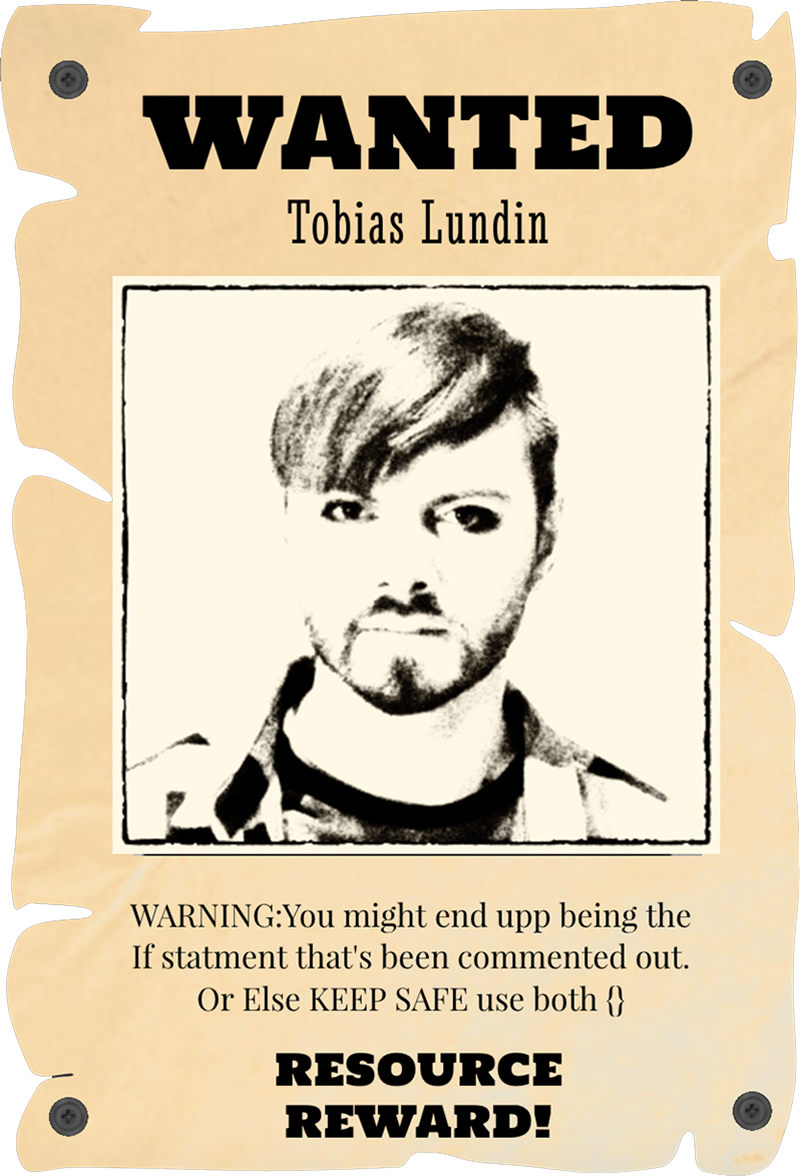 WANTED
Tobias Lundin
WARNING:You might end upp being the
If statment that's been commented out.
Or Else KEEP SAFE use both {}
RESOURCE
REWARD!